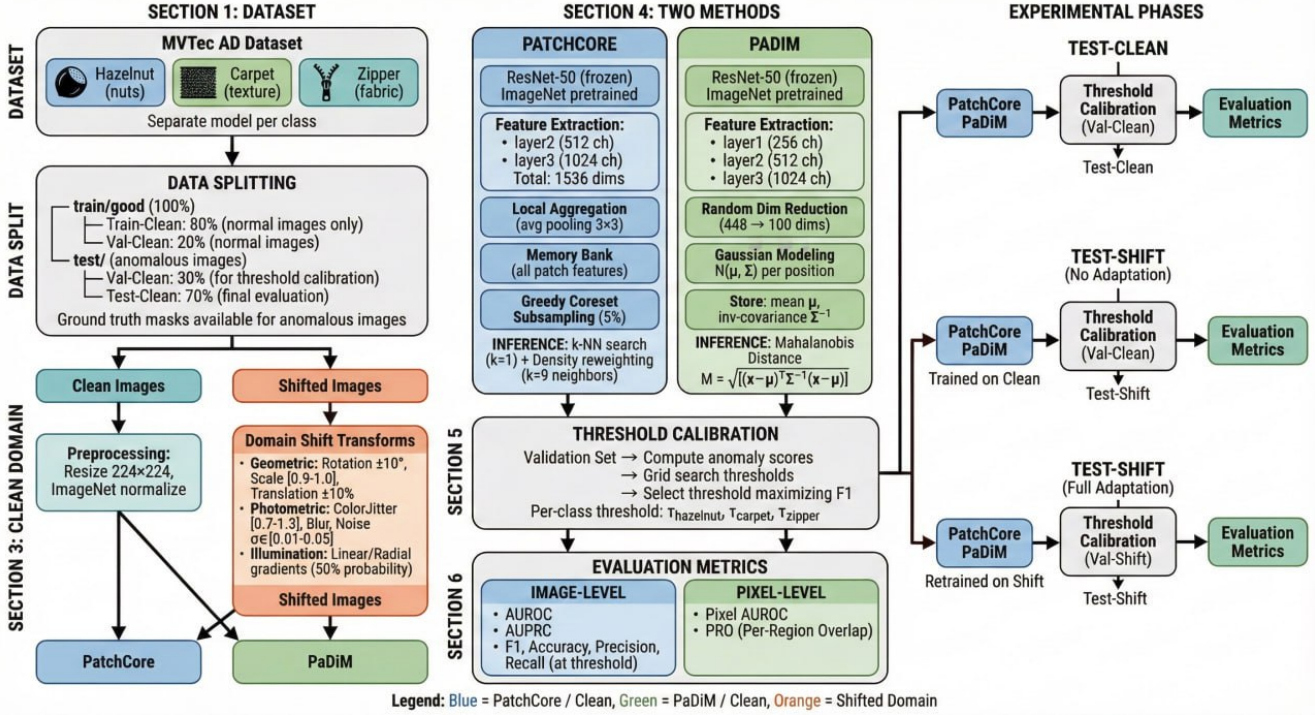 SECTION 1: DATASET
DATASET
MVTec AD Dataset
Hazelnut
(nuts)
Carpet
(texture)
Zipper
(fabric)
Separate model per class
DATA SPLIT
DATA SPLITTING
train/good (100%)
Train-Clean: 80% (normal images only)
Val-Clean: 20% (normal images)
test/ (anomalous images)
Val-Clean: 30% (for threshold calibration)
Test-Clean: 70% (final evaluation)
Ground truth masks available for anomalous images
SECTION 3: CLEAN DOMAIN
Clean Images
Shifted Images
Preprocessing:
Resize 224×224,
ImageNet normalize
Domain Shift Transforms
• Geometric: Rotation ±10°,
Scale [0.9-1.0],
Translation ±10%
• Photometric: ColorJitter
[0.7-1.3], Blur, Noise
σ∈[0.01-0.05]
• Illumination: Linear/Radial
gradients (50% probability)
Shifted Images
PatchCore
PaDiM
SECTION 4: TWO METHODS
PATCHCORE
ResNet-50 (frozen)
ImageNet pretrained
Feature Extraction:
• layer2 (512 ch)
• layer3 (1024 ch)
Total: 1536 dims
Local Aggregation
(avg pooling 3×3)
Memory Bank
(all patch features)
Greedy Coreset
Subsampling (5%)
INFERENCE: k-NN search
(k=1) + Density reweighting
(k=9 neighbors)
PADIM
ResNet-50 (frozen)
ImageNet pretrained
Feature Extraction:
• layer1 (256 ch)
• layer2 (512 ch)
• layer3 (1024 ch)
Random Dim Reduction
(448 → 100 dims)
Gaussian Modeling
N(μ, Σ) per position
Store: mean μ,
inv-covariance Σ⁻¹
INFERENCE: Mahalanobis
Distance
M = √[(x−μ)ᵀΣ⁻¹(x−μ)]
SECTION 5
THRESHOLD CALIBRATION
Validation Set → Compute anomaly scores
→ Grid search thresholds
→ Select threshold maximizing F1
Per-class threshold: τhazelnut, τcarpet, τzipper
SECTION 6
EVALUATION METRICS
IMAGE-LEVEL
• AUROC
• AUPRC
• F1, Accuracy, Precision,
Recall (at threshold)
PIXEL-LEVEL
• Pixel AUROC
• PRO (Per-Region Overlap)
EXPERIMENTAL PHASES
TEST-CLEAN
PatchCore
PaDiM
Threshold
Calibration
(Val-Clean)
Evaluation
Metrics
Test-Clean
TEST-SHIFT
(No Adaptation)
PatchCore
PaDiM
Trained on Clean
Threshold
Calibration
(Val-Clean)
Evaluation
Metrics
Test-Shift
TEST-SHIFT
(Full Adaptation)
PatchCore
PaDiM
Retrained on Shift
Threshold
Calibration
(Val-Shift)
Evaluation
Metrics
Test-Shift
Legend: Blue = PatchCore / Clean, Green = PaDiM / Clean, Orange = Shifted Domain